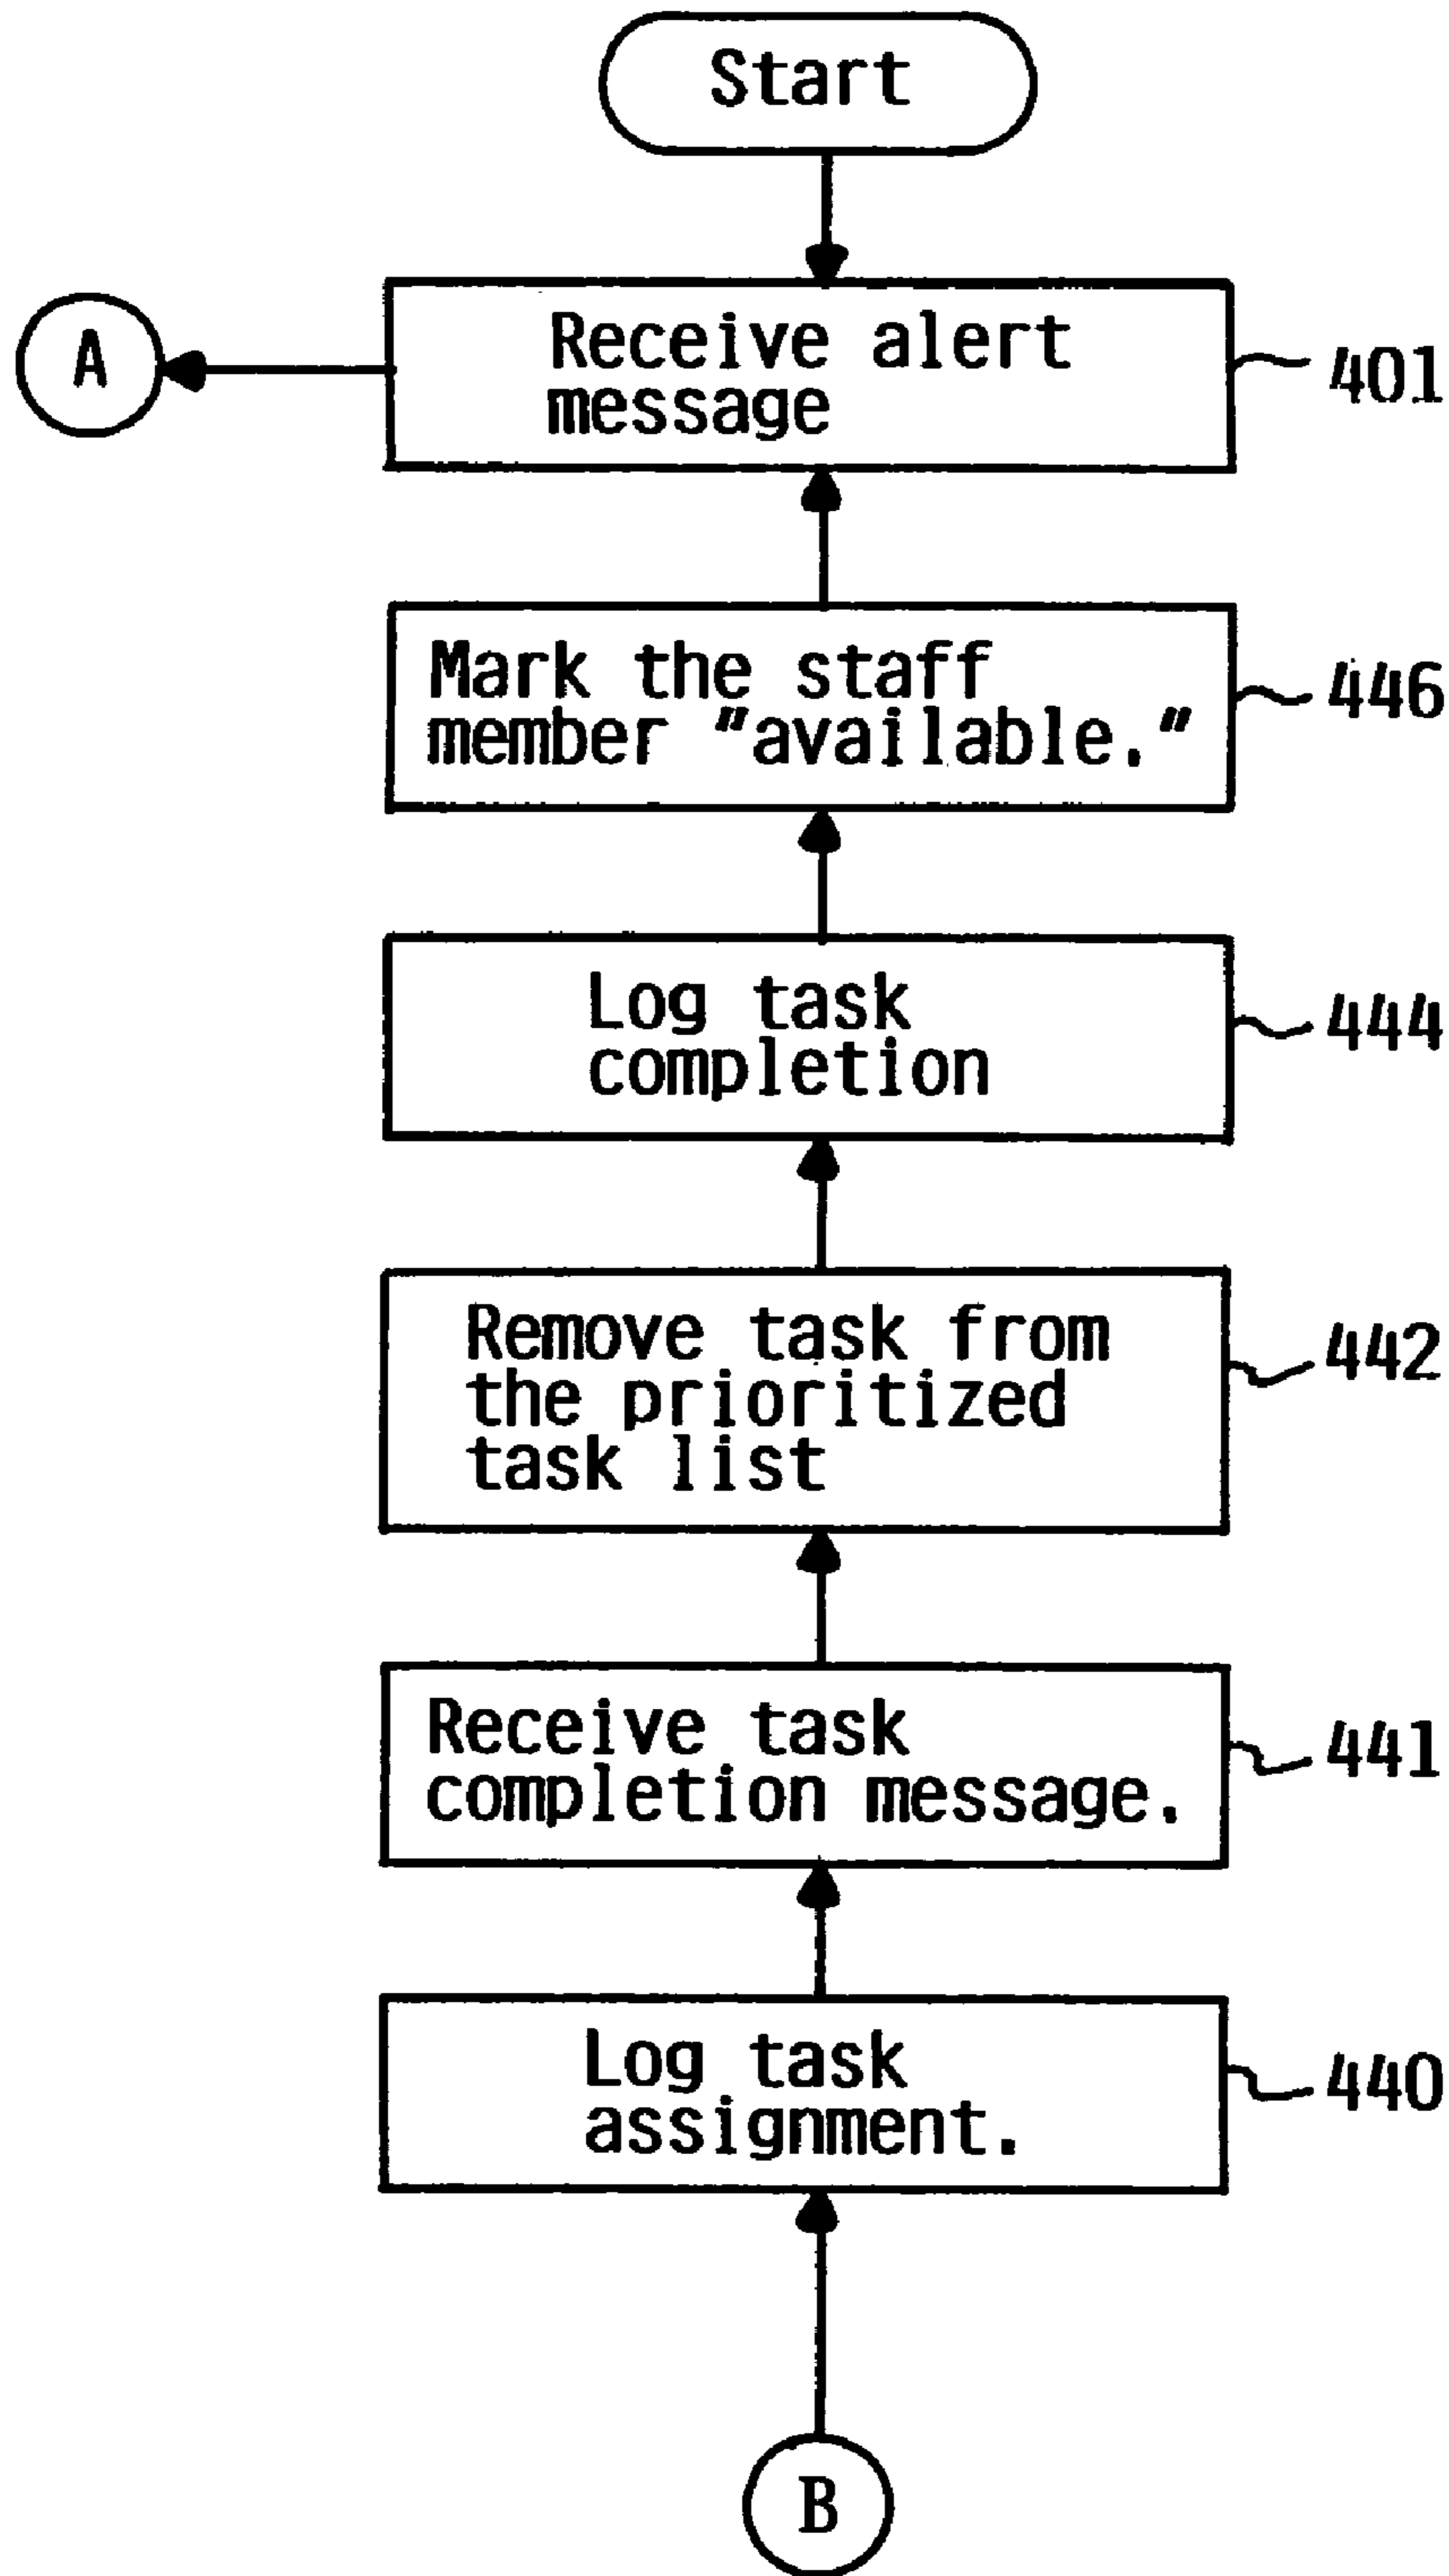 Start
A
Receive alert
message
401
Mark the staff
member "available."
446
Log task
completion
444
Remove task from
the prioritized
task list
442
Receive task
completion message.
441
Log task
assignment.
440
B